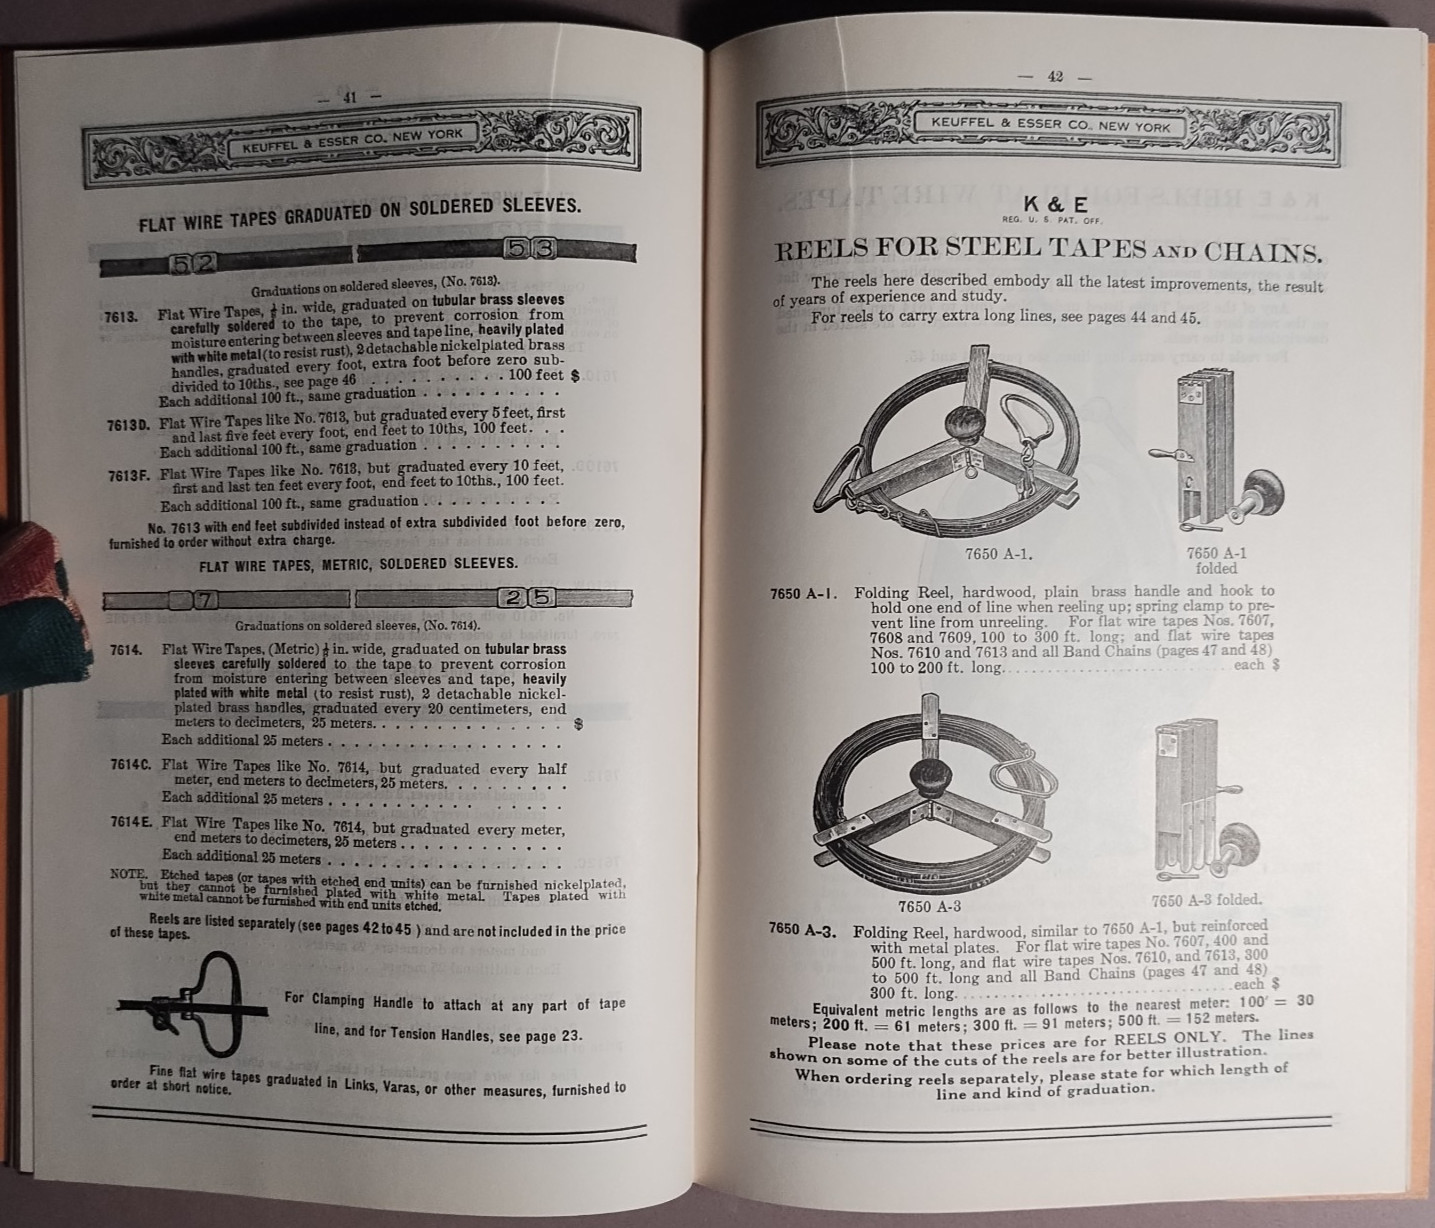 — 41 —
KEUFFEL & ESSER CO. NEW YORK
FLAT WIRE TAPES GRADUATED ON SOLDERED SLEEVES.
52 53
Graduations on soldered sleeves, (No. 7613).
7613. Flat Wire Tapes, in. wide, graduated on tubular brass sleeves
carefully soldered to the tape, to prevent corrosion from
moisture entering between sleeves and tape line, heavily plated
with white metal (to resist rust), 2 detachable nickelplated brass
handles, graduated every foot, extra foot before zero sub-
divided to 10ths., see page 46 . . . . . . . . . . 100 feet $
Each additional 100 ft., same graduation . . . . . . . . . .
7613D. Flat Wire Tapes like No. 7613, but graduated every 5 feet, first
and last five feet every foot, end feet to 10ths, 100 feet. . .
Each additional 100 ft., same graduation . . . . . . . . . .
7613F. Flat Wire Tapes like No. 7613, but graduated every 10 feet,
first and last ten feet every foot, end feet to 10ths., 100 feet.
Each additional 100 ft., same graduation . . . . . . . . . .
No. 7613 with end feet subdivided instead of extra subdivided foot before zero,
furnished to order without extra charge.
FLAT WIRE TAPES, METRIC, SOLDERED SLEEVES.
7 25
Graduations on soldered sleeves, (No. 7614).
7614. Flat Wire Tapes, (Metric) in. wide, graduated on tubular brass
sleeves carefully soldered to the tape to prevent corrosion
from moisture entering between sleeves and tape, heavily
plated with white metal (to resist rust), 2 detachable nickel-
plated brass handles, graduated every 20 centimeters, end
meters to decimeters, 25 meters. . . . . . . . . . . . . $
Each additional 25 meters . . . . . . . . . . . . . . . .
7614C. Flat Wire Tapes like No. 7614, but graduated every half
meter, end meters to decimeters, 25 meters. . . . . . . . .
Each additional 25 meters . . . . . . . . . . . . . . . .
7614E. Flat Wire Tapes like No. 7614, but graduated every meter,
end meters to decimeters, 25 meters . . . . . . . . . . . .
Each additional 25 meters . . . . . . . . . . . . . . . .
NOTE. Etched tapes (or tapes with etched end units) can be furnished nickelplated,
but they cannot be furnished plated with white metal. Tapes plated with
white metal cannot be furnished with end units etched.
Reels are listed separately (see pages 42 to 45 ) and are not included in the price
of these tapes.
For Clamping Handle to attach at any part of tape
line, and for Tension Handles, see page 23.
Fine flat wire tapes graduated in Links, Varas, or other measures, furnished to
order at short notice.
— 42 —
KEUFFEL & ESSER CO. NEW YORK
K & E
REG. U. S. PAT. OFF.
REELS FOR STEEL TAPES AND CHAINS.
The reels here described embody all the latest improvements, the result
of years of experience and study.
For reels to carry extra long lines, see pages 44 and 45.
7650 A-1.
7650 A-1
folded
7650 A-1. Folding Reel, hardwood, plain brass handle and hook to
hold one end of line when reeling up; spring clamp to pre-
vent line from unreeling. For flat wire tapes Nos. 7607,
7608 and 7609, 100 to 300 ft. long; and flat wire tapes
Nos. 7610 and 7613 and all Band Chains (pages 47 and 48)
100 to 200 ft. long. . . . . . . . . . . . . . . . . . . . . . each $
7650 A-3
7650 A-3 folded.
7650 A-3. Folding Reel, hardwood, similar to 7650 A-1, but reinforced
with metal plates. For flat wire tapes No. 7607, 400 and
500 ft. long, and flat wire tapes Nos. 7610, and 7613, 300
to 500 ft. long and all Band Chains (pages 47 and 48)
300 ft. long. . . . . . . . . . . . . . . . . . . . . . . . . . each $
Equivalent metric lengths are as follows to the nearest meter: 100' = 30
meters; 200 ft. = 61 meters; 300 ft. = 91 meters; 500 ft. = 152 meters.
Please note that these prices are for REELS ONLY. The lines
shown on some of the cuts of the reels are for better illustration.
When ordering reels separately, please state for which length of
line and kind of graduation.